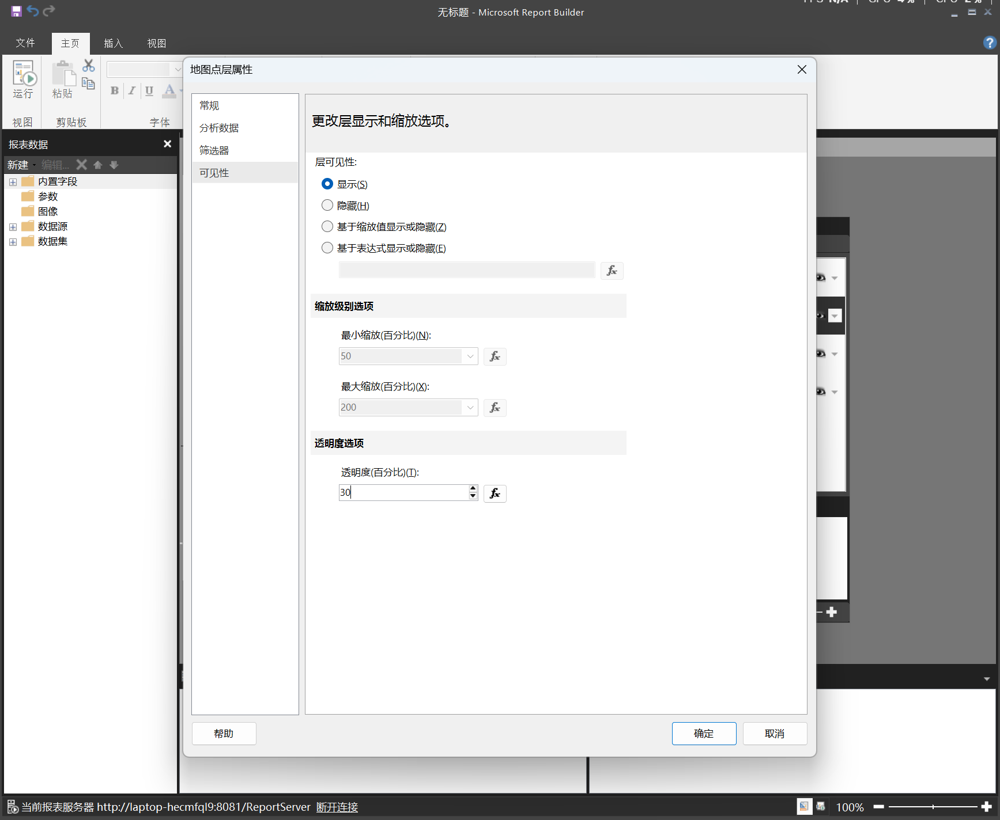 无标题 - Microsoft Report Builder
文件
主页
插入
视图
运行
粘贴
B I U A
视图
剪贴板
字体
报表数据
新建
编辑...
内置字段
参数
图像
数据源
数据集
地图点层属性
常规
分析数据
筛选器
可见性
更改层显示和缩放选项。
层可见性:
显示(S)
隐藏(H)
基于缩放值显示或隐藏(Z)
基于表达式显示或隐藏(E)
fx
缩放级别选项
最小缩放(百分比)(N):
50
fx
最大缩放(百分比)(X):
200
fx
透明度选项
透明度(百分比)(T):
30
fx
帮助
确定
取消
当前报表服务器 http://laptop-hecmfql9:8081/ReportServer 断开连接
100%